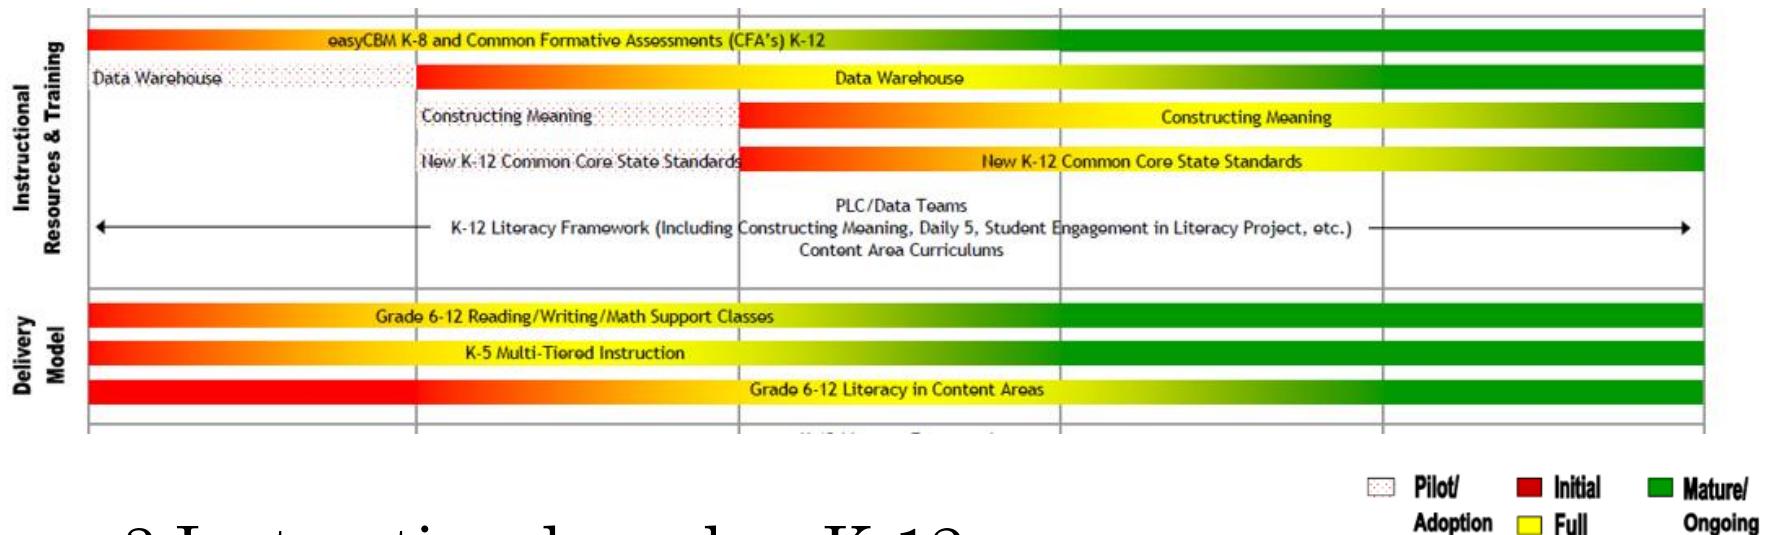 Instructional
Resources & Training
easyCBM K-8 and Common Formative Assessments (CFA's) K-12
Data Warehouse
Data Warehouse
Constructing Meaning
Constructing Meaning
New K-12 Common Core State Standards
New K-12 Common Core State Standards
PLC/Data Teams
K-12 Literacy Framework (Including Constructing Meaning, Daily 5, Student Engagement in Literacy Project, etc.)
Content Area Curriculums
Delivery
Model
Grade 6-12 Reading/Writing/Math Support Classes
K-5 Multi-Tiered Instruction
Grade 6-12 Literacy in Content Areas
Pilot/
Adoption
Initial
Full
Mature/
Ongoing
K-12